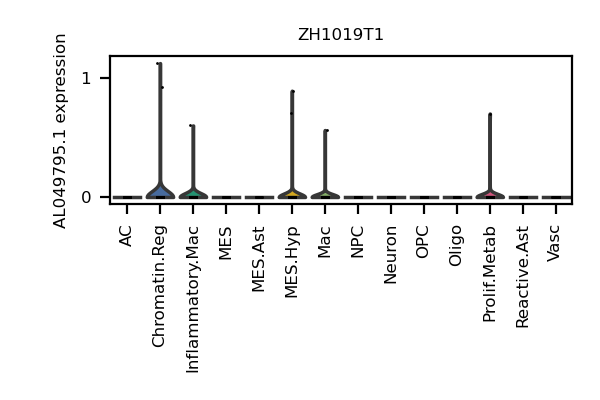 ZH1019T1
AL049795.1 expression
1
0
AC
Chromatin.Reg
Inflammatory.Mac
MES
MES.Ast
MES.Hyp
Mac
NPC
Neuron
OPC
Oligo
Prolif.Metab
Reactive.Ast
Vasc